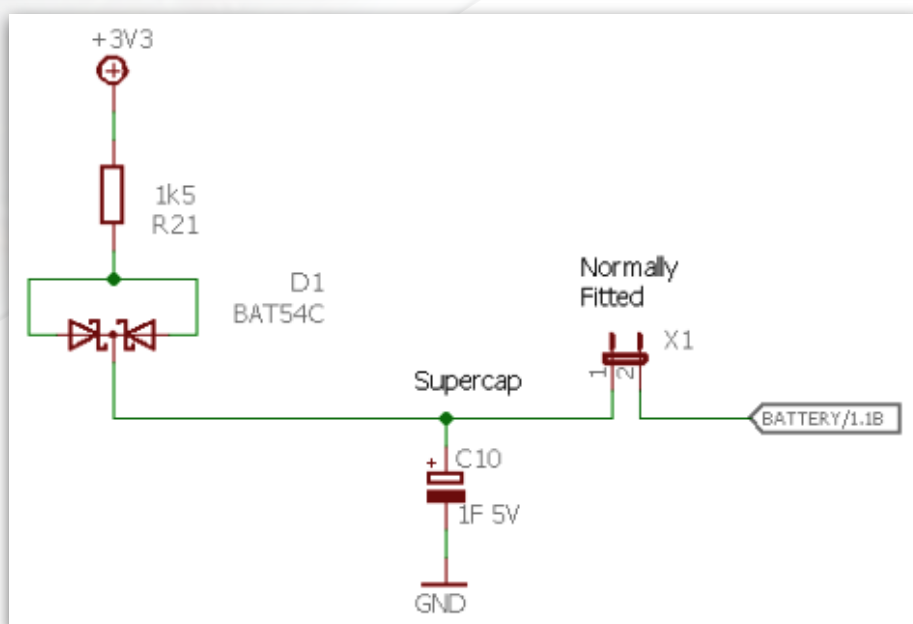 +3V3
1k5
R21
D1
BAT54C
Normally
Fitted
X1
1
2
Supercap
BATTERY/1.1B
+
C10
1F 5V
GND